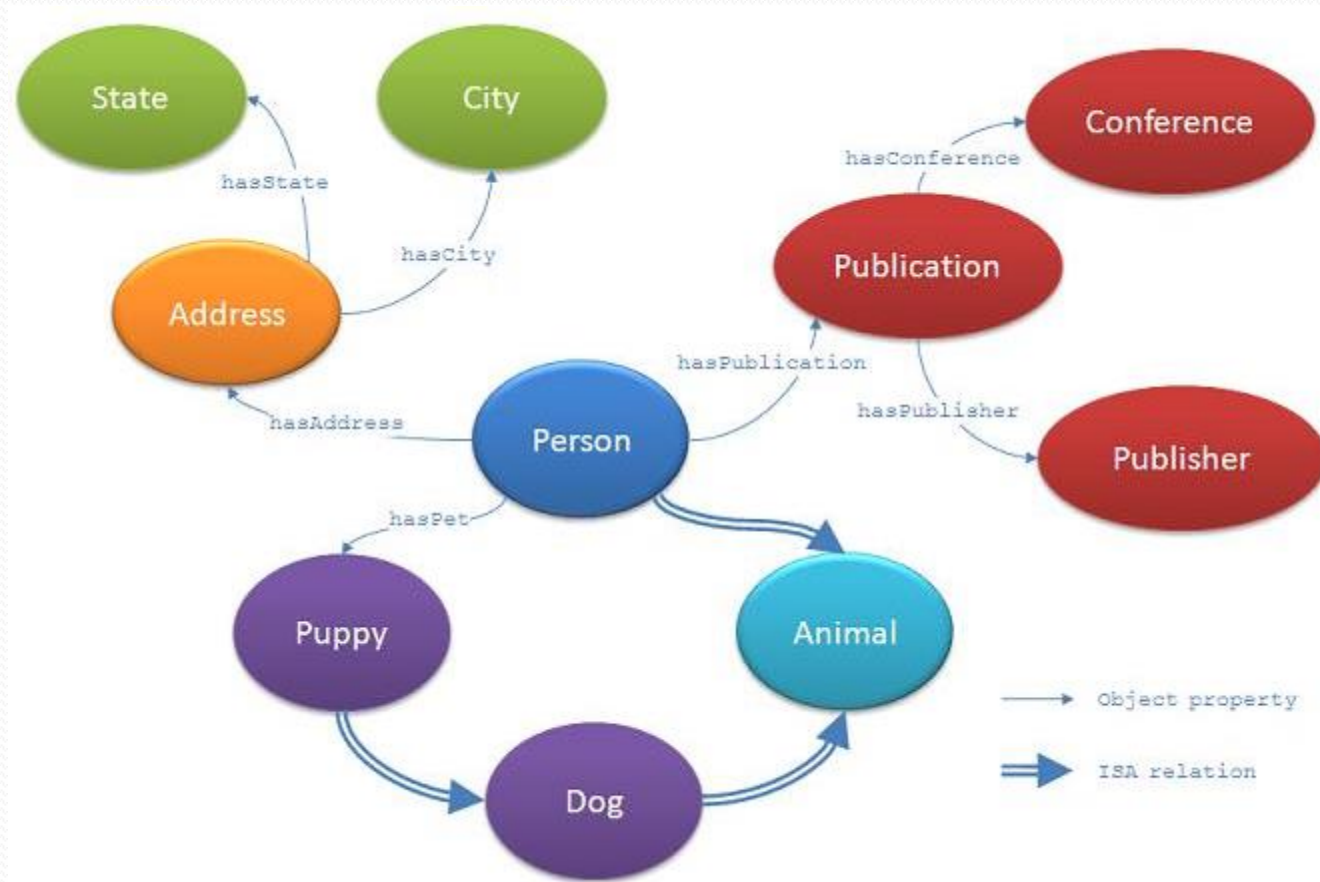 State
City
Conference
hasConference
hasState
hasCity
Publication
Address
hasPublication
hasPublisher
hasAddress
Person
Publisher
hasPet
Puppy
Animal
Object property
ISA relation
Dog